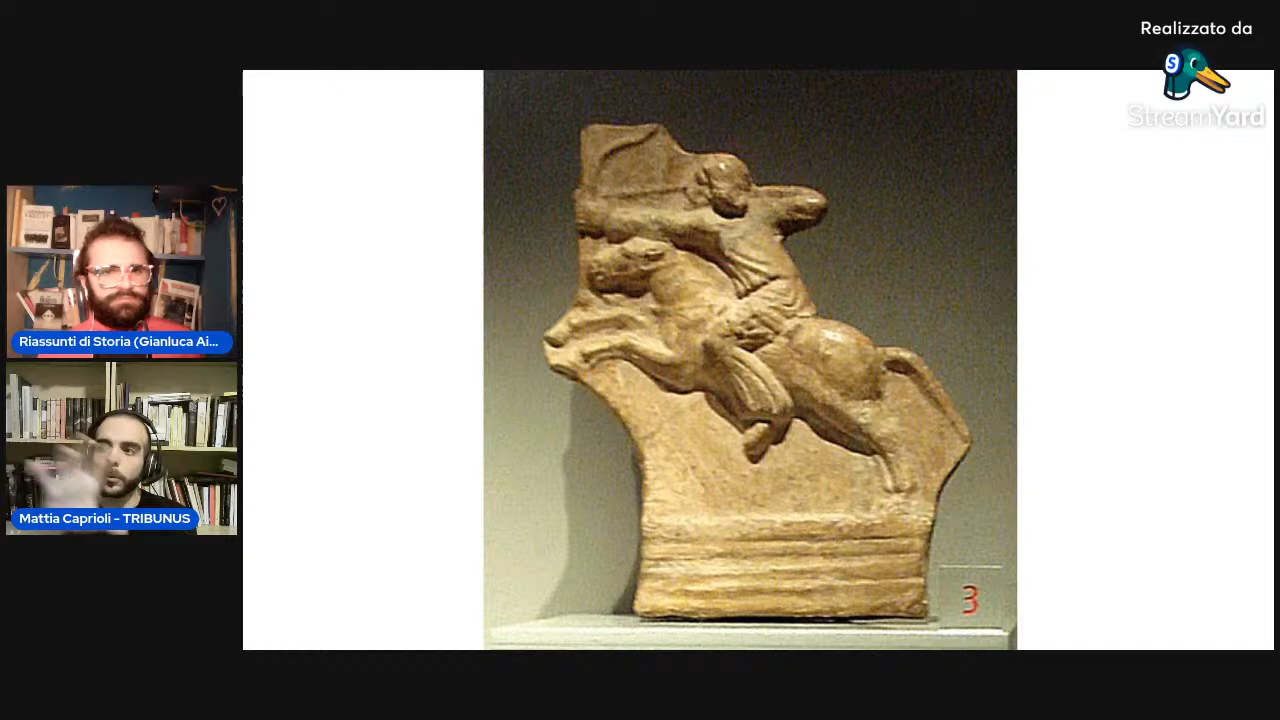 Realizzato da
S
StreamYard
Riassunti di Storia (Gianluca Ai...
Mattia Caprioli - TRIBUNUS
3